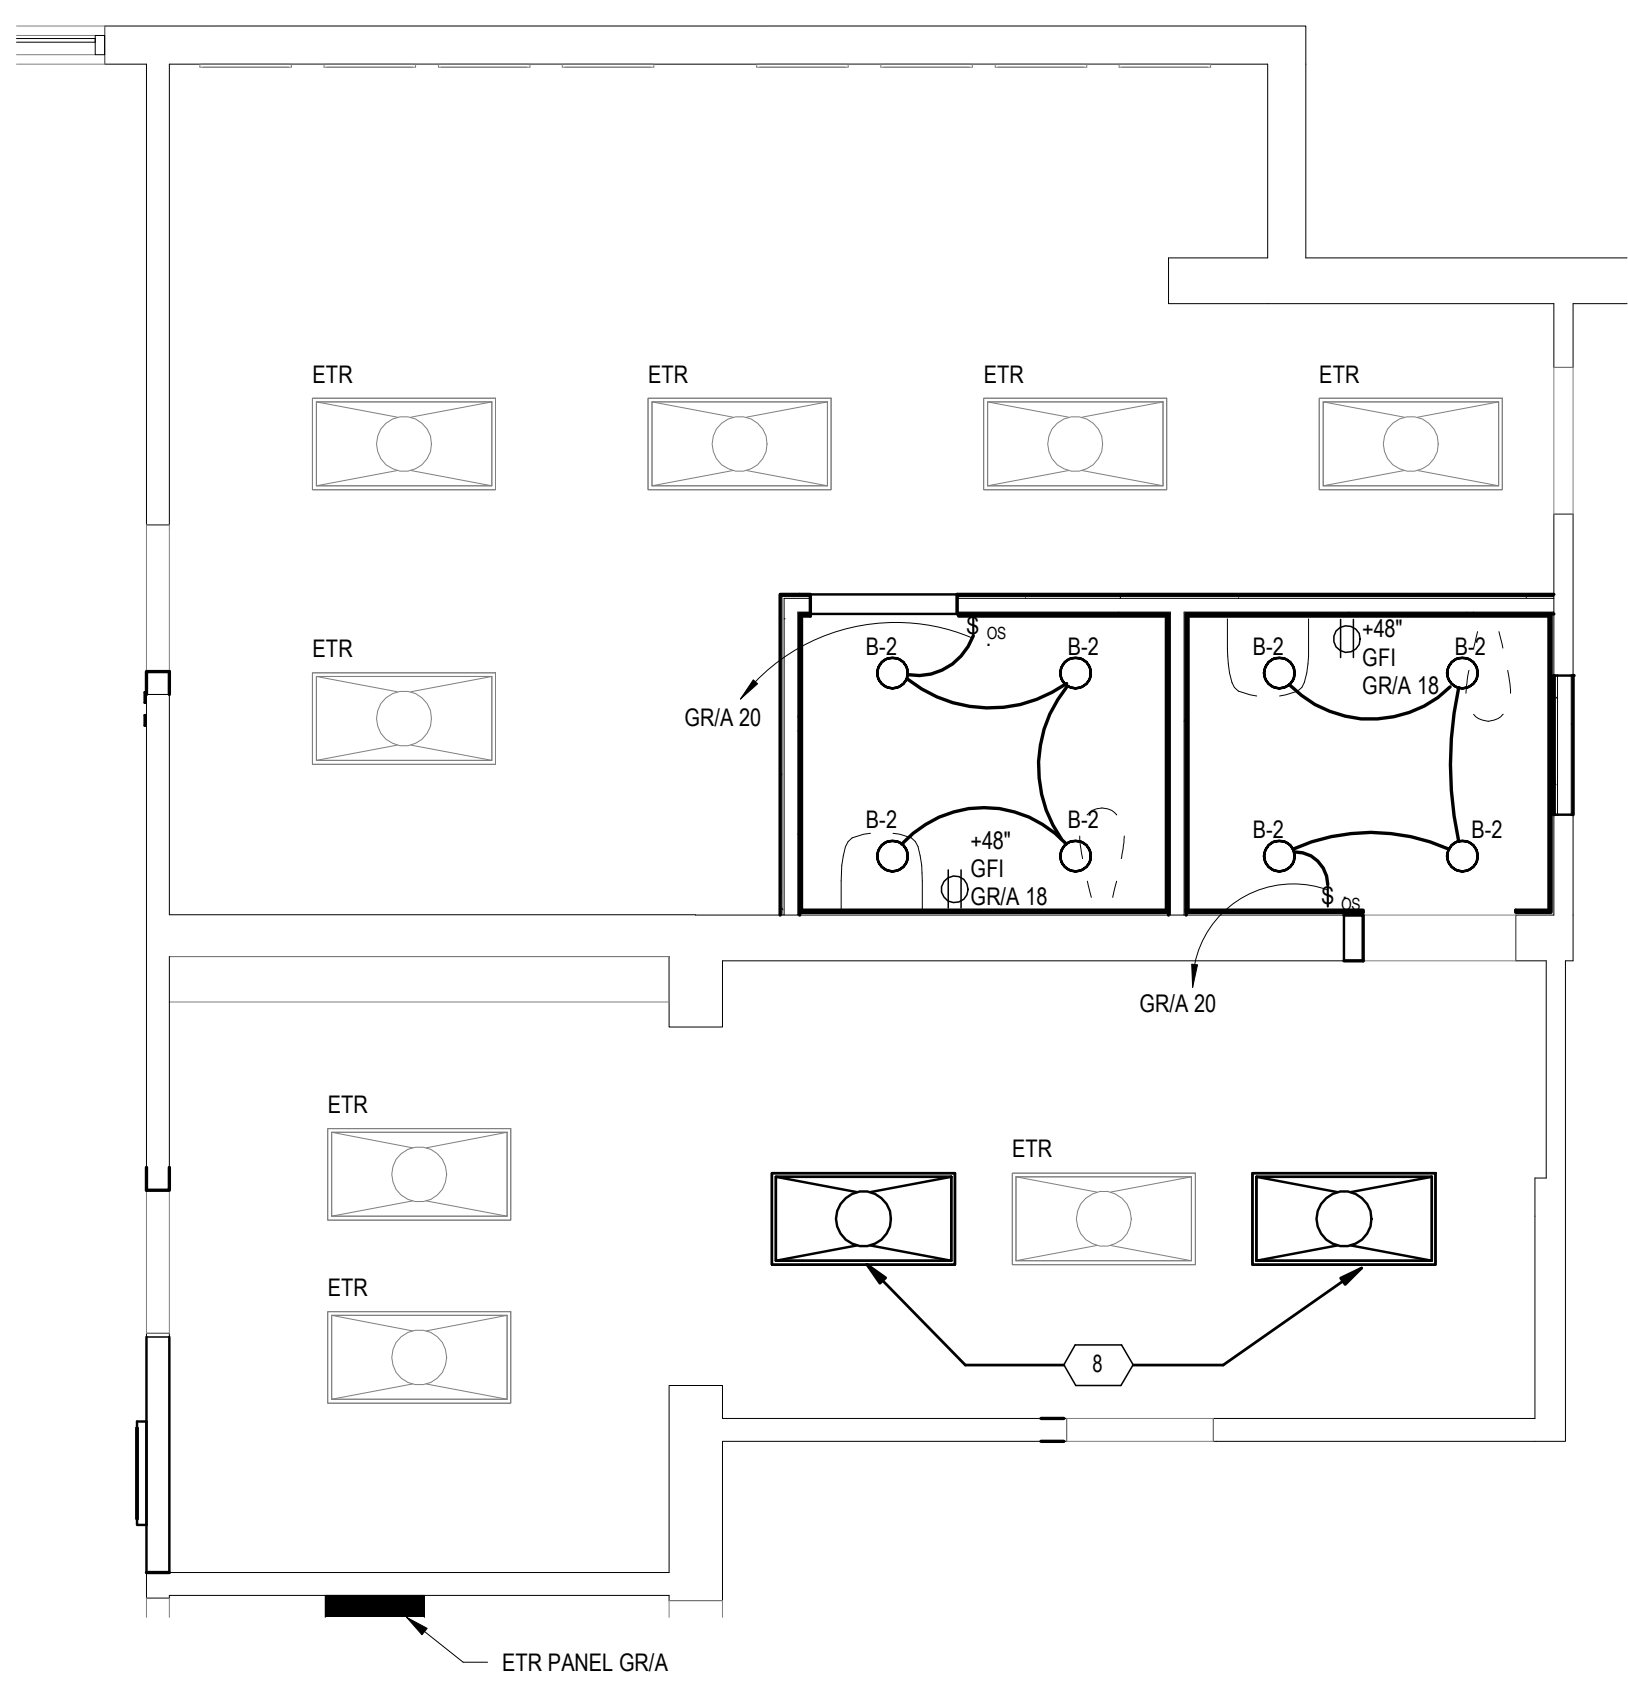 ETR
ETR
ETR
ETR
$ OS
B-2
B-2
B-2
+48"
GFI
GR/A 18
B-2
ETR
GR/A 20
B-2
+48"
GFI
GR/A 18
B-2
B-2
B-2
$ OS
GR/A 20
ETR
ETR
ETR
8
ETR PANEL GR/A